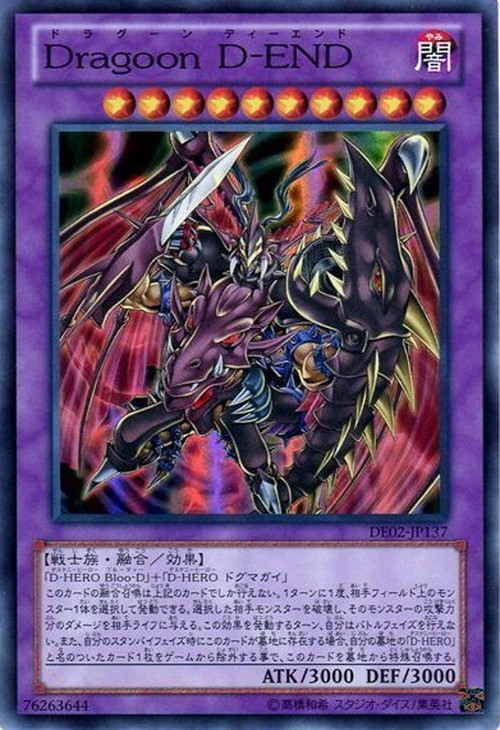 ドラグーン ディーエンド
Dragoon D-END
やみ
闇
DE02-JP137
【戦士族・融合/効果】
「D-HERO Bloo-D」+「D-HERO ドグマガイ」
このカードの融合召喚は上記のカードでしか行えない。1ターンに1度、相手フィールド上のモン
スター1体を選択して発動できる。選択した相手モンスターを破壊し、そのモンスターの攻撃力
分のダメージを相手ライフに与える。この効果を発動するターン、自分はバトルフェイズを行えな
い。また、自分のスタンバイフェイズ時にこのカードが墓地に存在する場合、自分の墓地の「D-HERO」
と名のついたカード1枚をゲームから除外する事で、このカードを墓地から特殊召喚する。
ATK/3000 DEF/3000
76263644
©高橋和希 スタジオ・ダイス/集英社